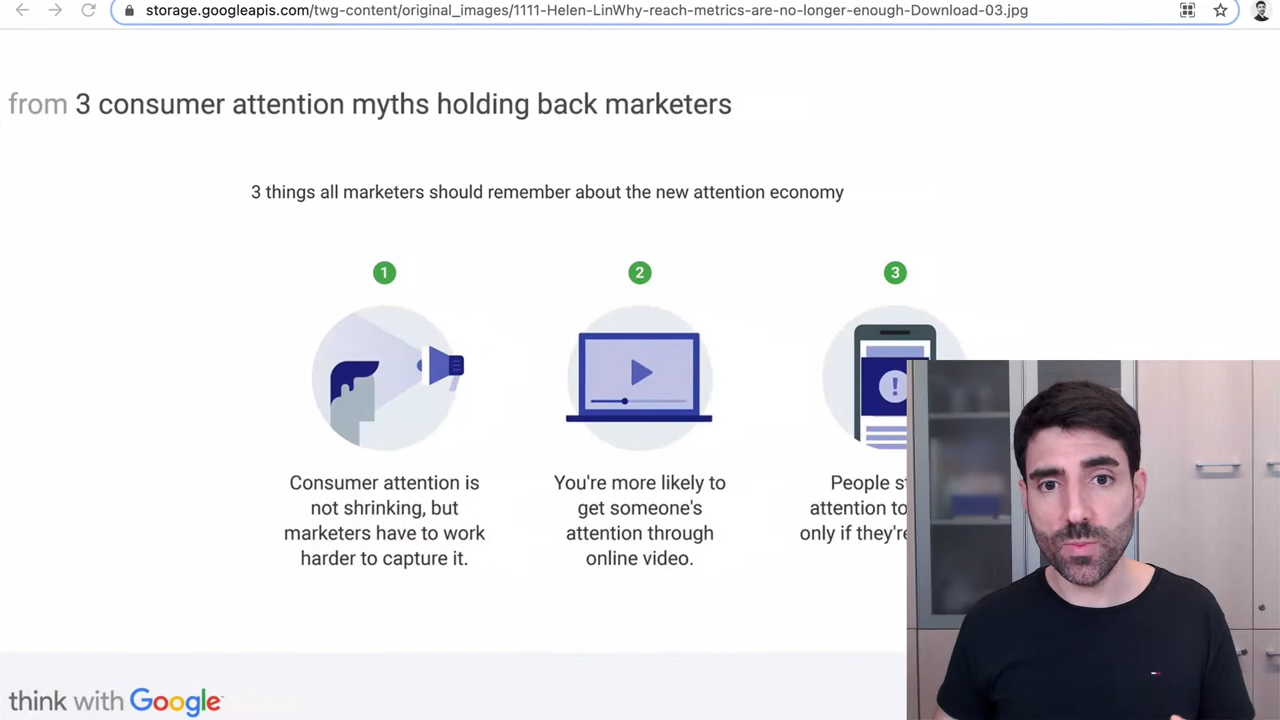 storage.googleapis.com/twg-content/original_images/1111-Helen-LinWhy-reach-metrics-are-no-longer-enough-Download-03.jpg
from 3 consumer attention myths holding back marketers
3 things all marketers should remember about the new attention economy
1
2
3
Consumer attention is
not shrinking, but
marketers have to work
harder to capture it.
You're more likely to
get someone's
attention through
online video.
People
attention
only if they're
think with Google